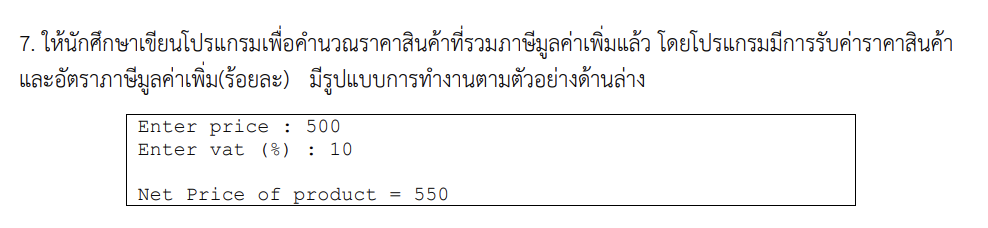 7. ให้นักศึกษาเขียนโปรแกรมเพื่อคำนวณราคาสินค้าที่รวมภาษีมูลค่าเพิ่มแล้ว โดยโปรแกรมมีการรับค่าราคาสินค้า
และอัตราภาษีมูลค่าเพิ่ม(ร้อยละ) มีรูปแบบการทำงานตามตัวอย่างด้านล่าง
Enter price : 500
Enter vat (%) : 10
Net Price of product = 550